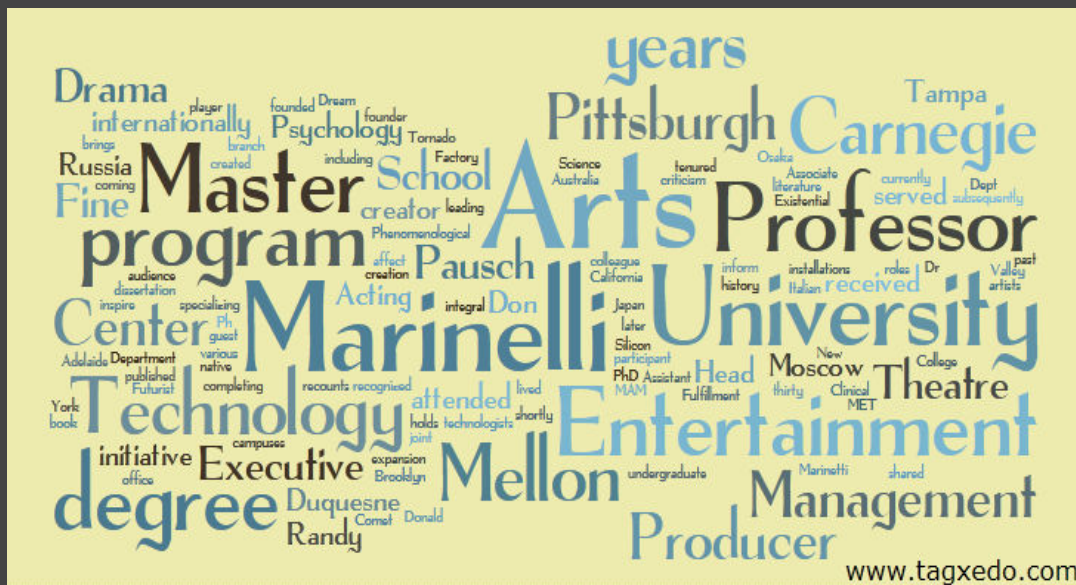 years
Drama
player
founded Dream
founder
internationally
Psychology
Tornado
brings
branch
Pittsburgh
Tampa
Carnegie
Russia
coming
Master
created
including
Factory
School
Science
Australia
tenured
criticism
Osaka
Associate
literature
Existential
currently
served
Dept
subsequently
Fine
creator
leading
Arts
Professor
program
Phenomenological
affect
creation
Pausch
colleague
California
inform
history
installations
Italian
roles
received
Dr
past
Valley
artists
audience
dissertation
inspire
specializing
Marinelli
Acting
integral
Don
Japan
later
Silicon
University
Center
Ph
guest
various
native
Adelaide
Department
published
Futurist
completing
recounts
recognised
attended
lived
shortly
participant
PhD
Assistant
MAM
Head
Fulfillment
Moscow
New
thirty
Clinical
MET
College
Theatre
York
book
Technology
holds
technologists
joint
Entertainment
initiative
office
campuses
Executive
expansion
Brooklyn
Mellon
undergraduate
Marinetti
shared
degree
Duquesne
Comet
Donald
Randy
Management
Producer
www.tagxedo.com